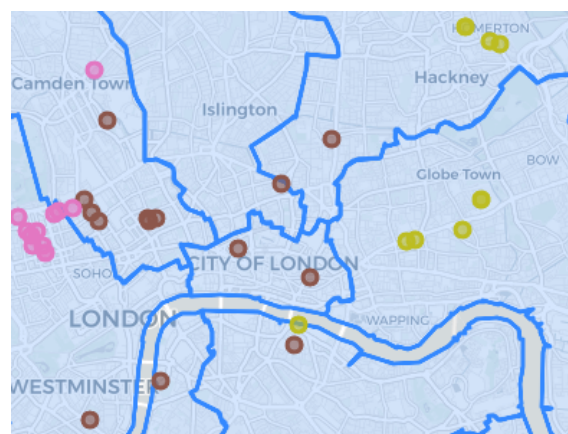 HOMERTON
Camden Town
Hackney
Islington
BOW
Globe Town
SOHO
CITY OF LONDON
LONDON
WAPPING
WESTMINSTER